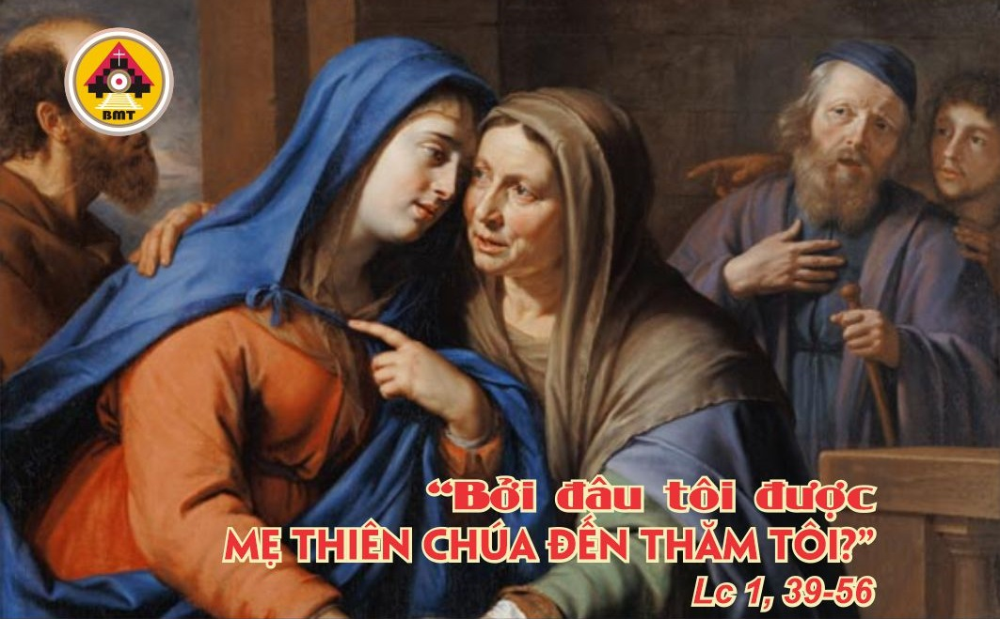 BMT
“Bởi đâu tôi được
MẸ THIÊN CHÚA ĐẾN THĂM TÔI?”
Lc 1, 39-56